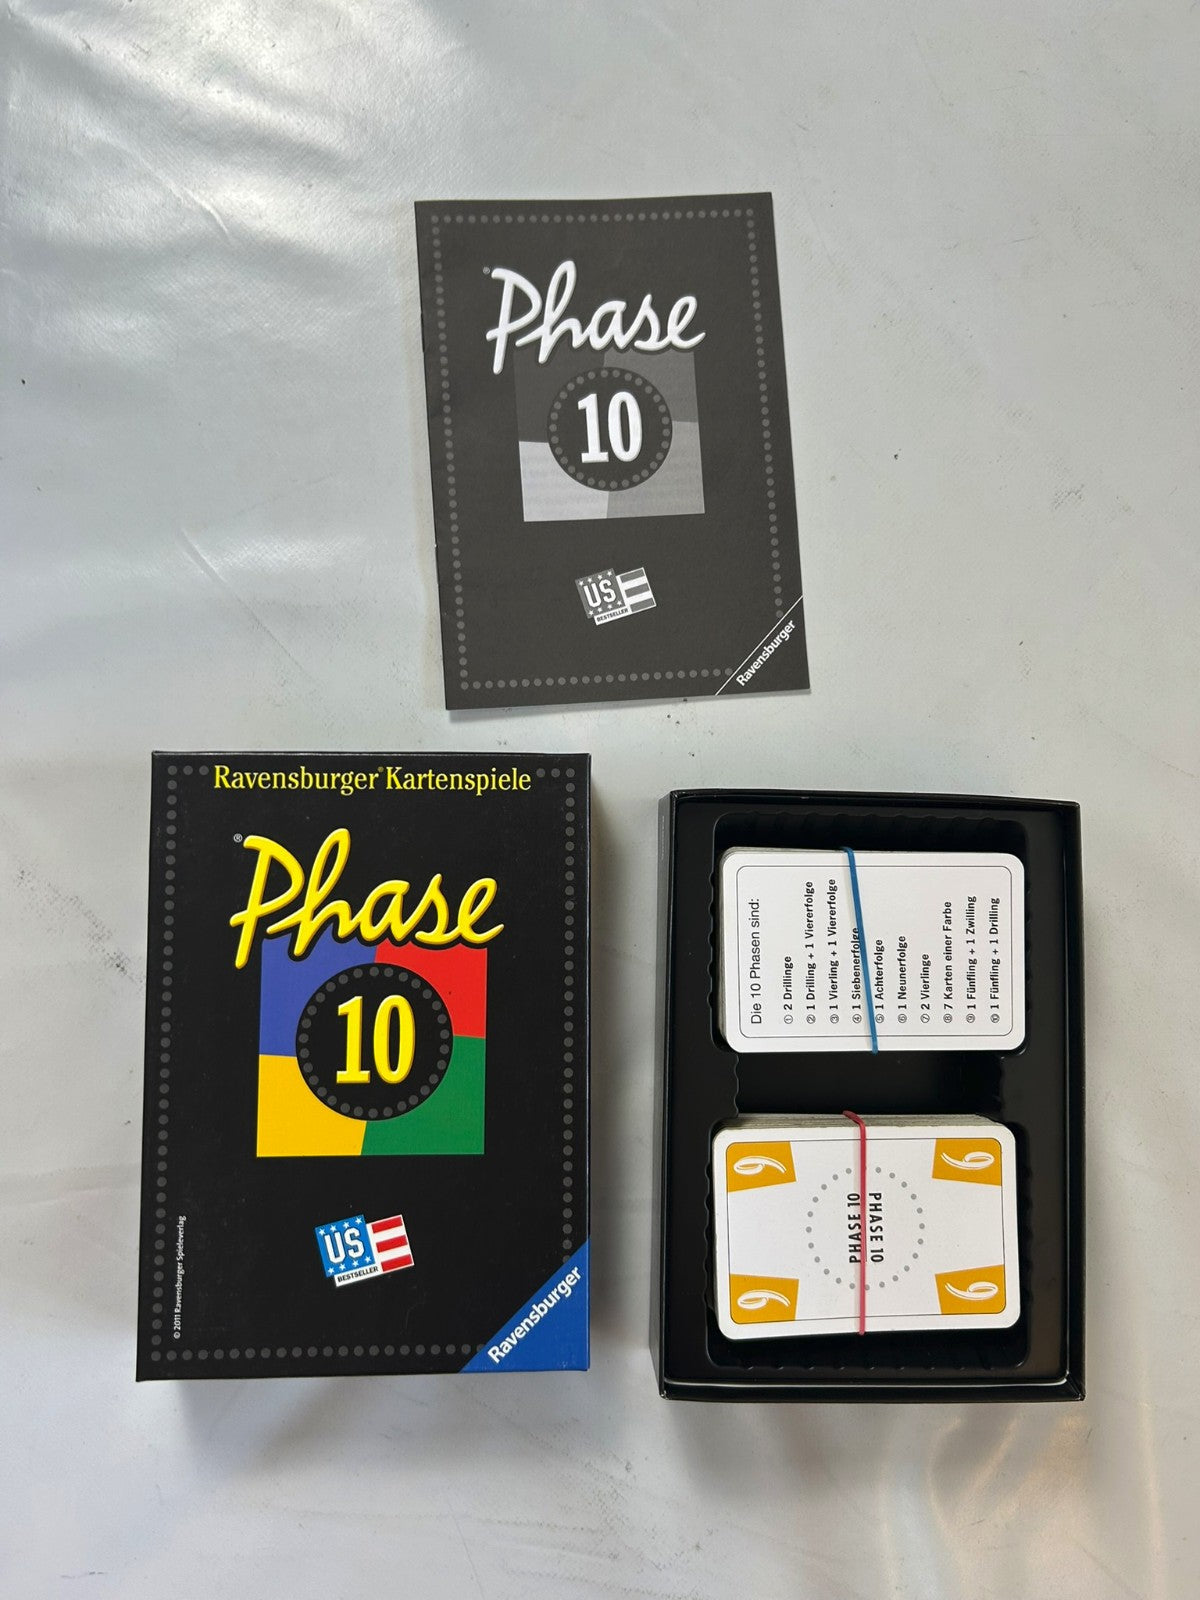 Phase
10
US
BESTSELLER
Ravensburger
Ravensburger® Kartenspiele
®
Phase
10
US
BESTSELLER
© 2011 Ravensburger Spieleverlag
Ravensburger
Die 10 Phasen sind:
① 2 Drillinge
② 1 Drilling + 1 Viererfolge
③ 1 Vierling + 1 Viererfolge
④ 1 Siebenerfolge
⑤ 1 Achterfolge
⑥ 1 Neunerfolge
⑦ 2 Vierlinge
⑧ 7 Karten einer Farbe
⑨ 1 Fünfling + 1 Zwilling
⑩ 1 Fünfling + 1 Drilling
9
9
PHASE 10
PHASE 10
9
9